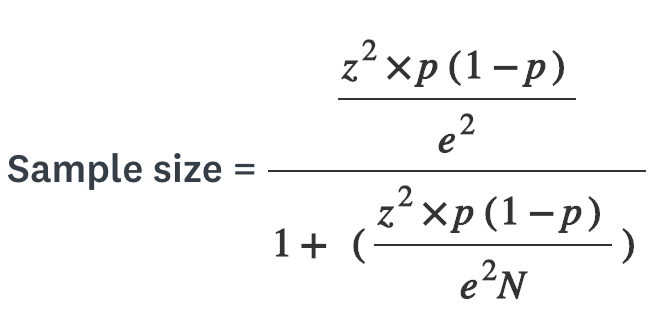 Sample size =
z² × p (1 − p)
e²
1 + ( z² × p (1 − p)
e²N )